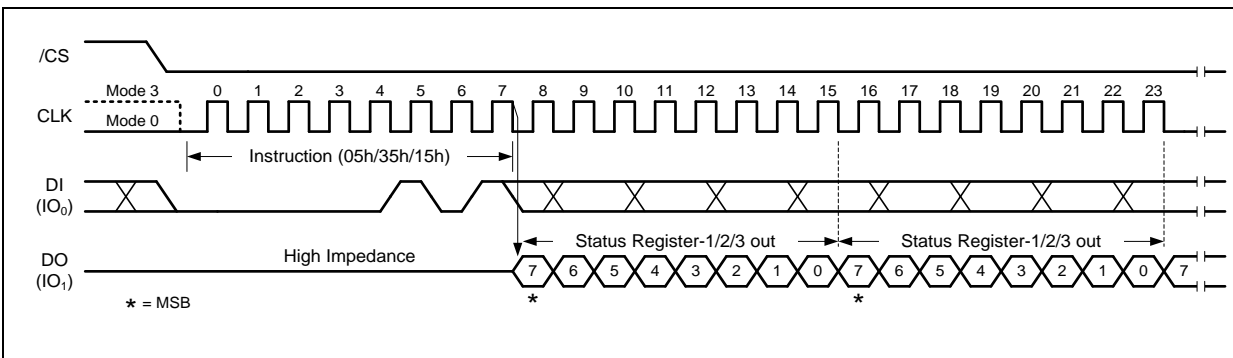 /CS
Mode 3
0 1 2 3 4 5 6 7 8 9 10 11 12 13 14 15 16 17 18 19 20 21 22 23
CLK
Mode 0
Instruction (05h/35h/15h)
DI
(IO₀)
Status Register-1/2/3 out Status Register-1/2/3 out
DO
(IO₁)
High Impedance
7 6 5 4 3 2 1 0 7 6 5 4 3 2 1 0 7
* *
* = MSB